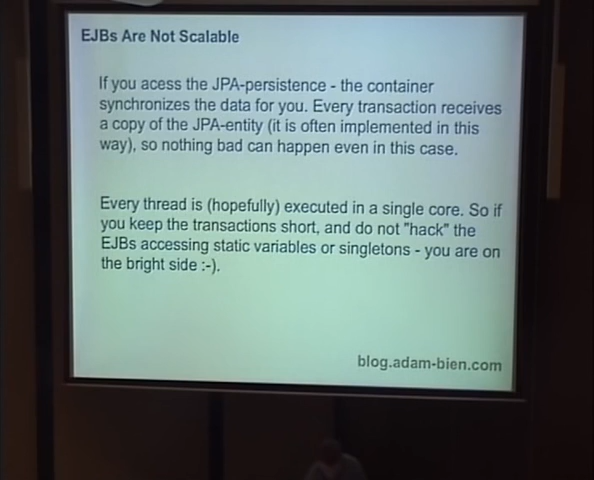 EJBs Are Not Scalable
If you acess the JPA-persistence - the container
synchronizes the data for you. Every transaction receives
a copy of the JPA-entity (it is often implemented in this
way), so nothing bad can happen even in this case.
Every thread is (hopefully) executed in a single core. So if
you keep the transactions short, and do not "hack" the
EJBs accessing static variables or singletons - you are on
the bright side :-).
blog.adam-bien.com